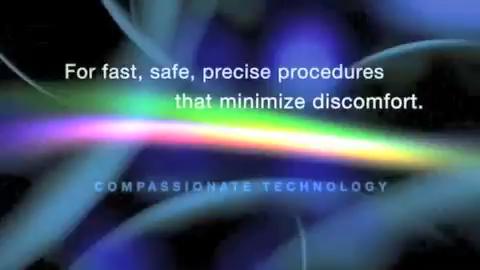 For fast, safe, precise procedures
that minimize discomfort.
COMPASSIONATE TECHNOLOGY